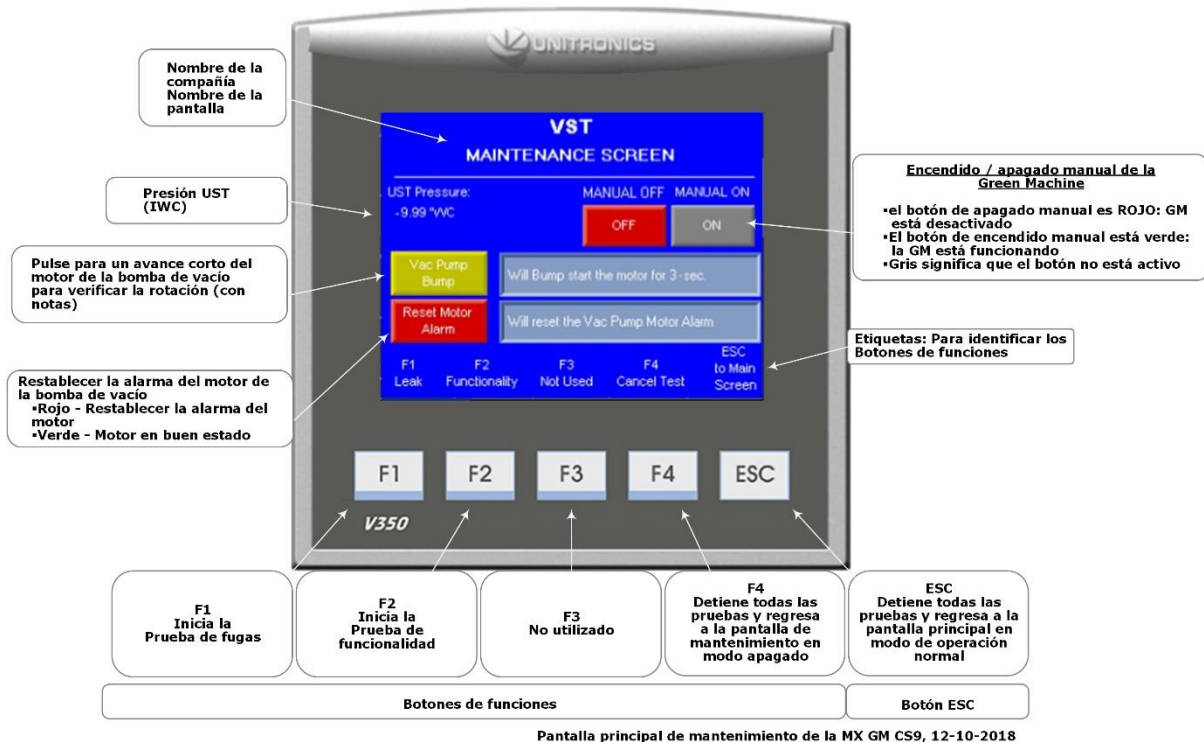 UNITRONICS
Nombre de la
compañía
Nombre de la
pantalla
VST
MAINTENANCE SCREEN
Presión UST
(IWC)
UST Pressure:
-9.99 "WC
MANUAL OFF MANUAL ON
OFF
ON
Encendido / apagado manual de la
Green Machine
▪el botón de apagado manual es ROJO: GM
está desactivado
▪El botón de encendido manual está verde:
la GM está funcionando
▪Gris significa que el botón no está activo
Pulse para un avance corto del
motor de la bomba de vacío
para verificar la rotación (con
notas)
Vac Pump
Bump
Will Bump start the motor for 3 -sec.
Reset Motor
Alarm
Will reset the Vac Pump Motor Alarm
Etiquetas: Para identificar los
Botones de funciones
Restablecer la alarma del motor de
la bomba de vacío
▪Rojo - Restablecer la alarma del
motor
▪Verde - Motor en buen estado
F1
Leak
F2
Functionality
F3
Not Used
F4
Cancel Test
ESC
to Main
Screen
F1
F2
F3
F4
ESC
V350
F1
Inicia la
Prueba de fugas
F2
Inicia la
Prueba de
funcionalidad
F3
No utilizado
F4
Detiene todas las
pruebas y regresa
a la pantalla de
mantenimiento en
modo apagado
ESC
Detiene todas las
pruebas y regresa a la
pantalla principal en
modo de operación
normal
Botones de funciones
Botón ESC
Pantalla principal de mantenimiento de la MX GM CS9, 12-10-2018